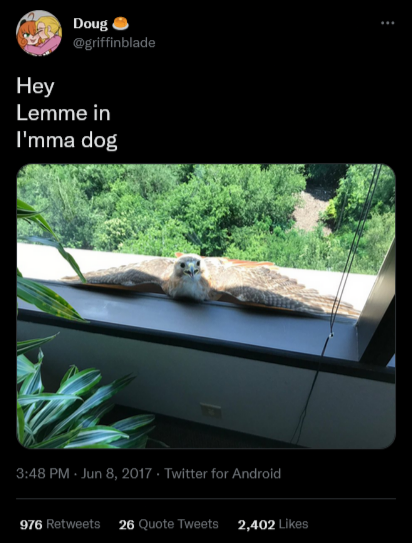 Doug 🥞
@griffinblade
Hey
Lemme in
I'mma dog
3:48 PM · Jun 8, 2017 · Twitter for Android
976 Retweets 26 Quote Tweets 2,402 Likes